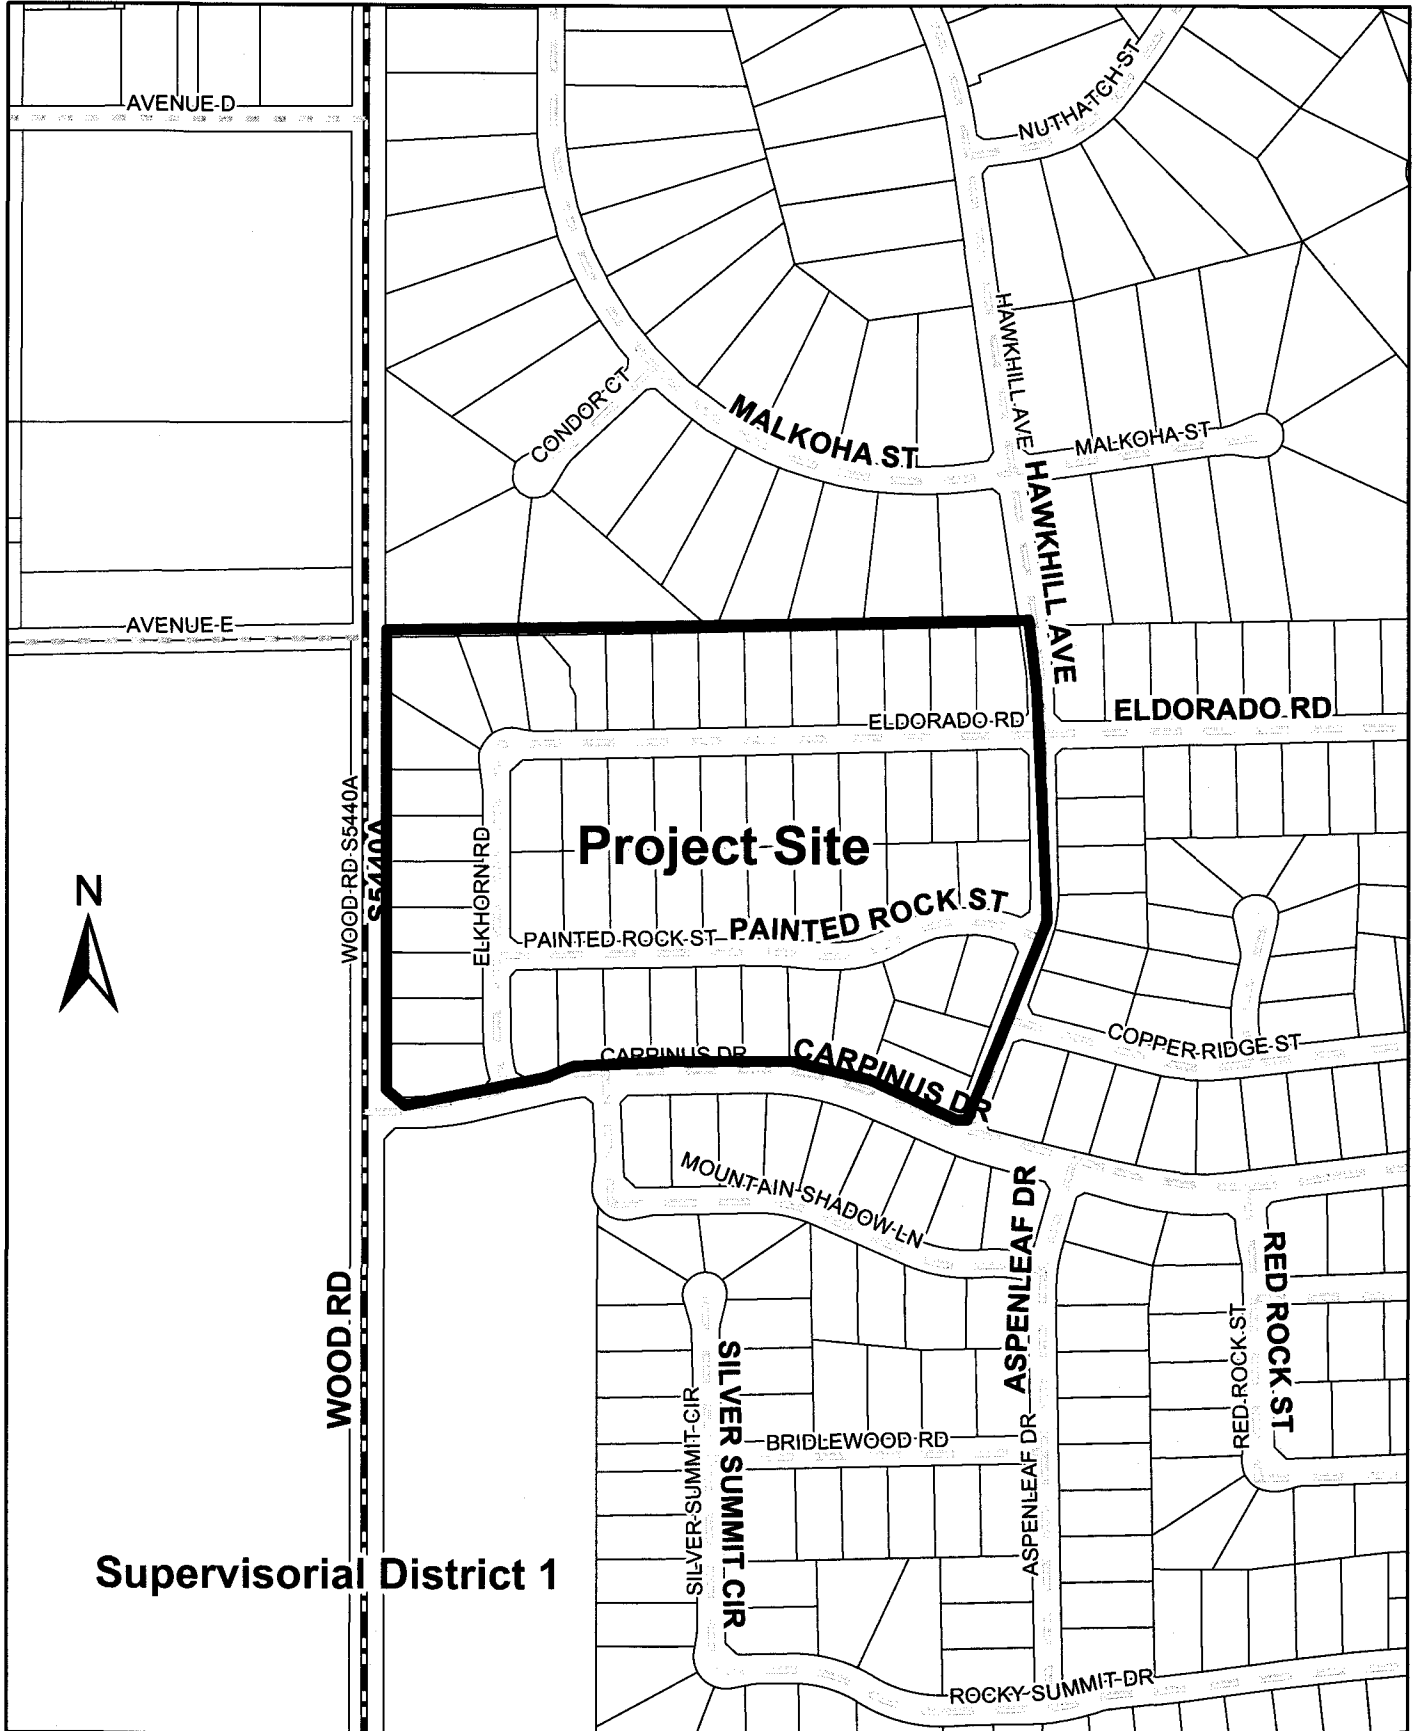 AVENUE D
NUTHATCH ST
HAWKHILL AVE
CONDOR CT
MALKOHA ST
MALKOHA ST
HAWKHILL AVE
AVENUE E
ELDORADO RD
ELDORADO RD
WOOD RD S5440A
S5440A
ELKHORN RD
Project Site
N
PAINTED ROCK ST
PAINTED ROCK ST
CARPINUS DR
CARPINUS DR
COPPER RIDGE ST
MOUNTAIN SHADOW LN
ASPENLEAF DR
WOOD RD
RED ROCK ST
RED ROCK ST
SILVER SUMMIT CIR
SILVER SUMMIT CIR
BRIDLEWOOD RD
ASPENLEAF DR
Supervisorial District 1
ROCKY SUMMIT DR